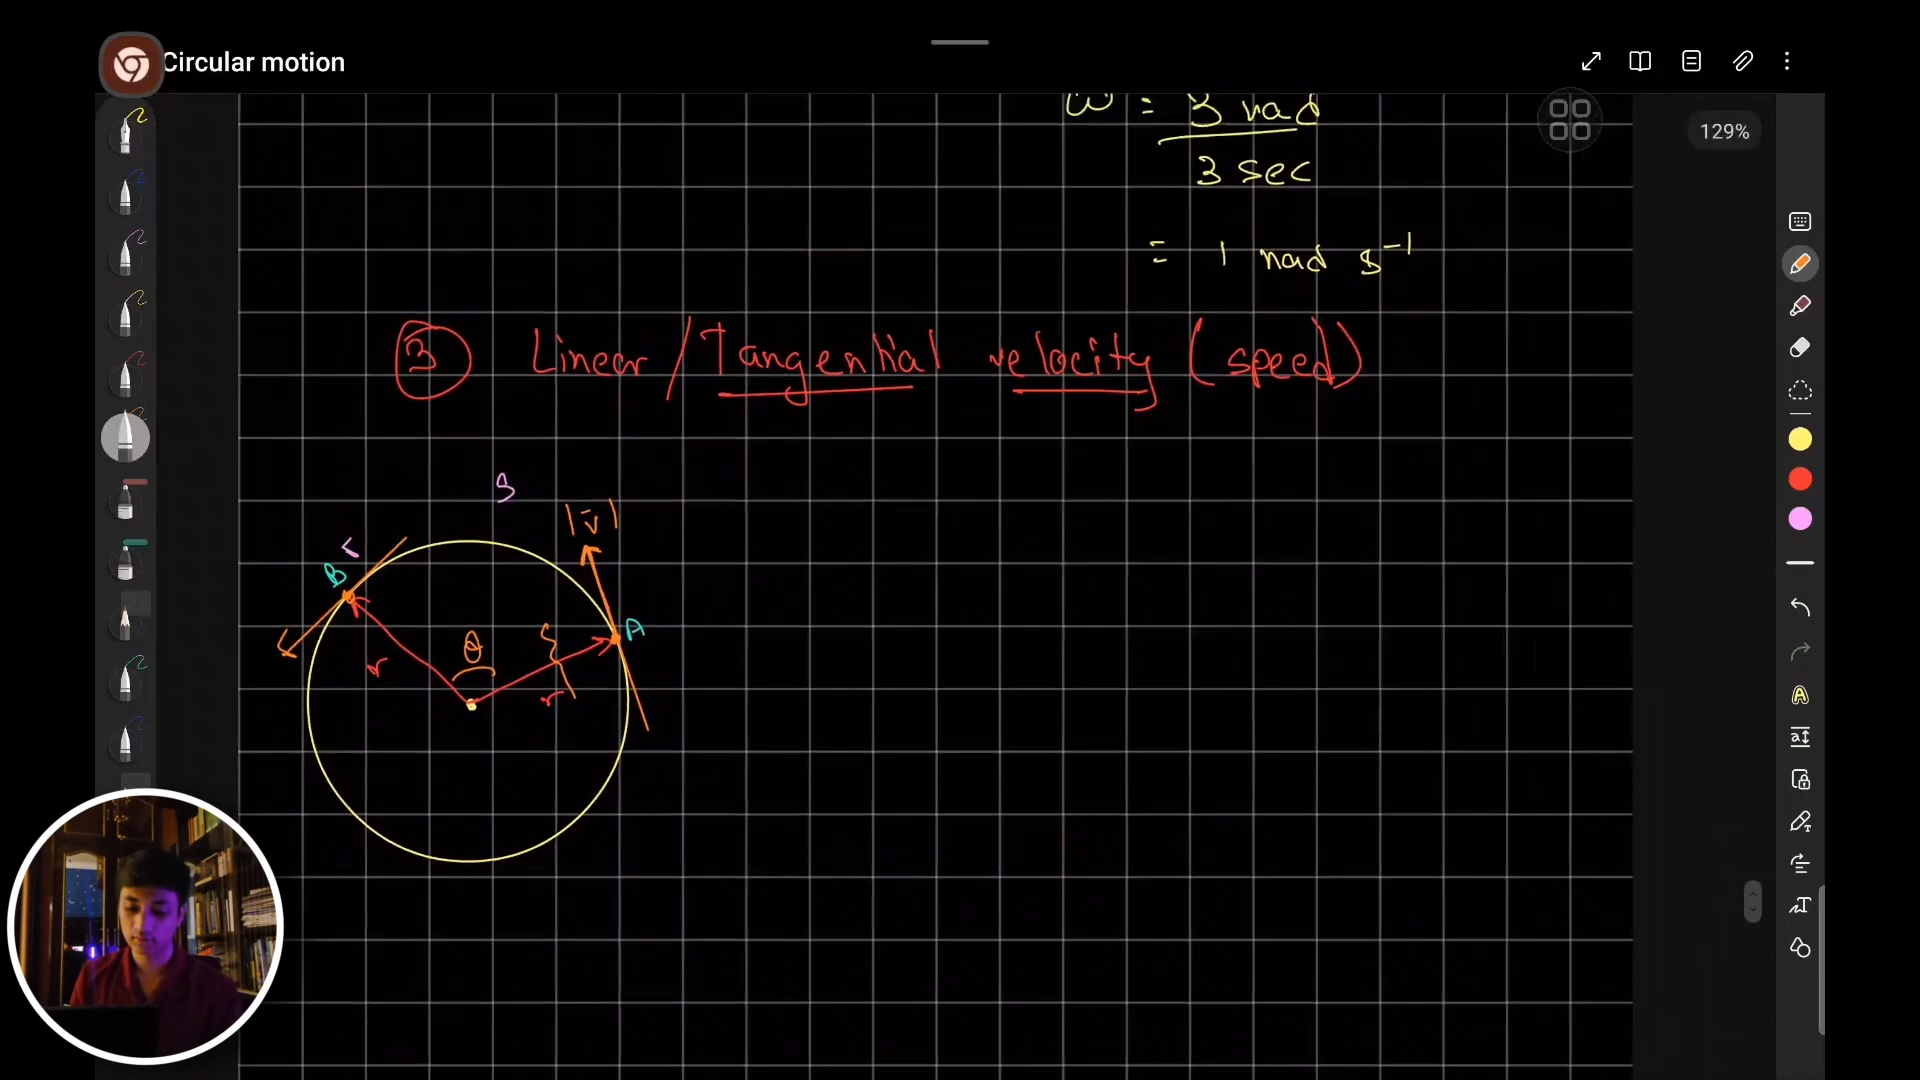 Circular motion
129%
ω = 3 rad
3 sec
= 1 rad s⁻¹
③ Linear / Tangential velocity (speed)
s
|v̄|
B
A
θ
r
r